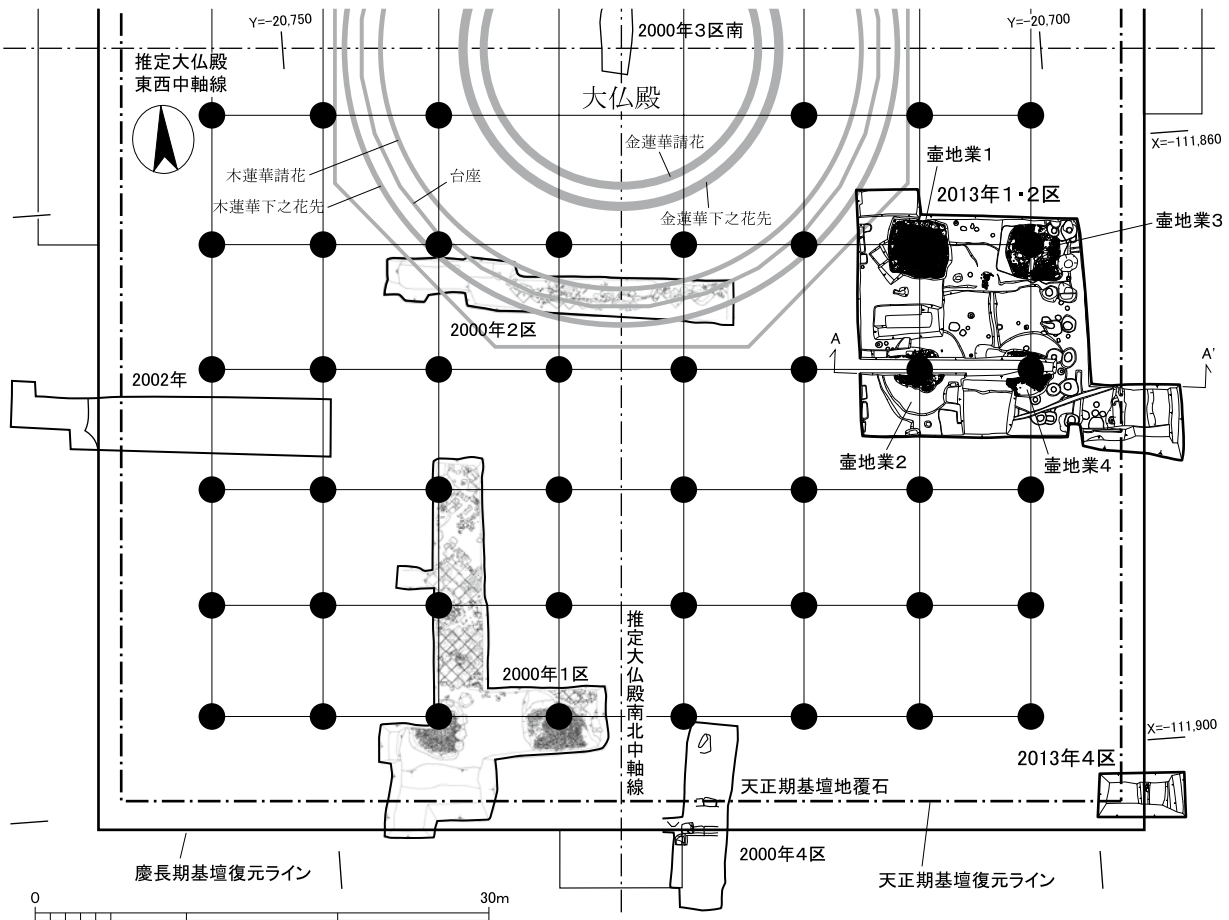 Y=-20,750
2000年3区南
Y=-20,700
推定大仏殿
東西中軸線
大仏殿
金蓮華請花
壷地業1
X=-111,860
木蓮華請花
台座
2013年1・2区
木蓮華下之花先
金蓮華下之花先
壷地業3
2000年2区
A
A'
2002年
壷地業2
壷地業4
推定大仏殿南北中軸線
2000年1区
X=-111,900
2013年4区
天正期基壇地覆石
2000年4区
慶長期基壇復元ライン
天正期基壇復元ライン
0
30m